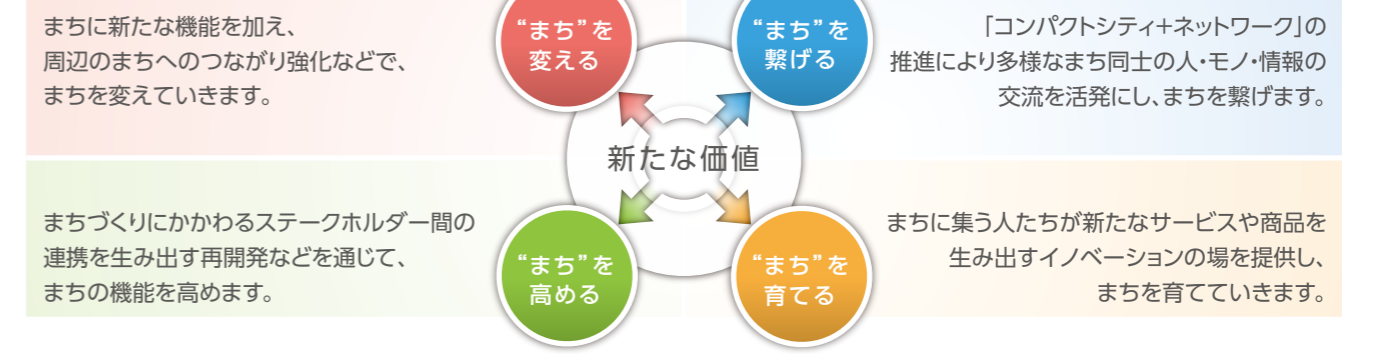 まちに新たな機能を加え、
周辺のまちへのつながり強化などで、
まちを変えていきます。
“まち”を
変える
“まち”を
繋げる
「コンパクトシティ+ネットワーク」の
推進により多様なまち同士の人・モノ・情報の
交流を活発にし、まちを繋げます。
新たな価値
まちづくりにかかわるステークホルダー間の
連携を生み出す再開発などを通じて、
まちの機能を高めます。
“まち”を
高める
“まち”を
育てる
まちに集う人たちが新たなサービスや商品を
生み出すイノベーションの場を提供し、
まちを育てていきます。